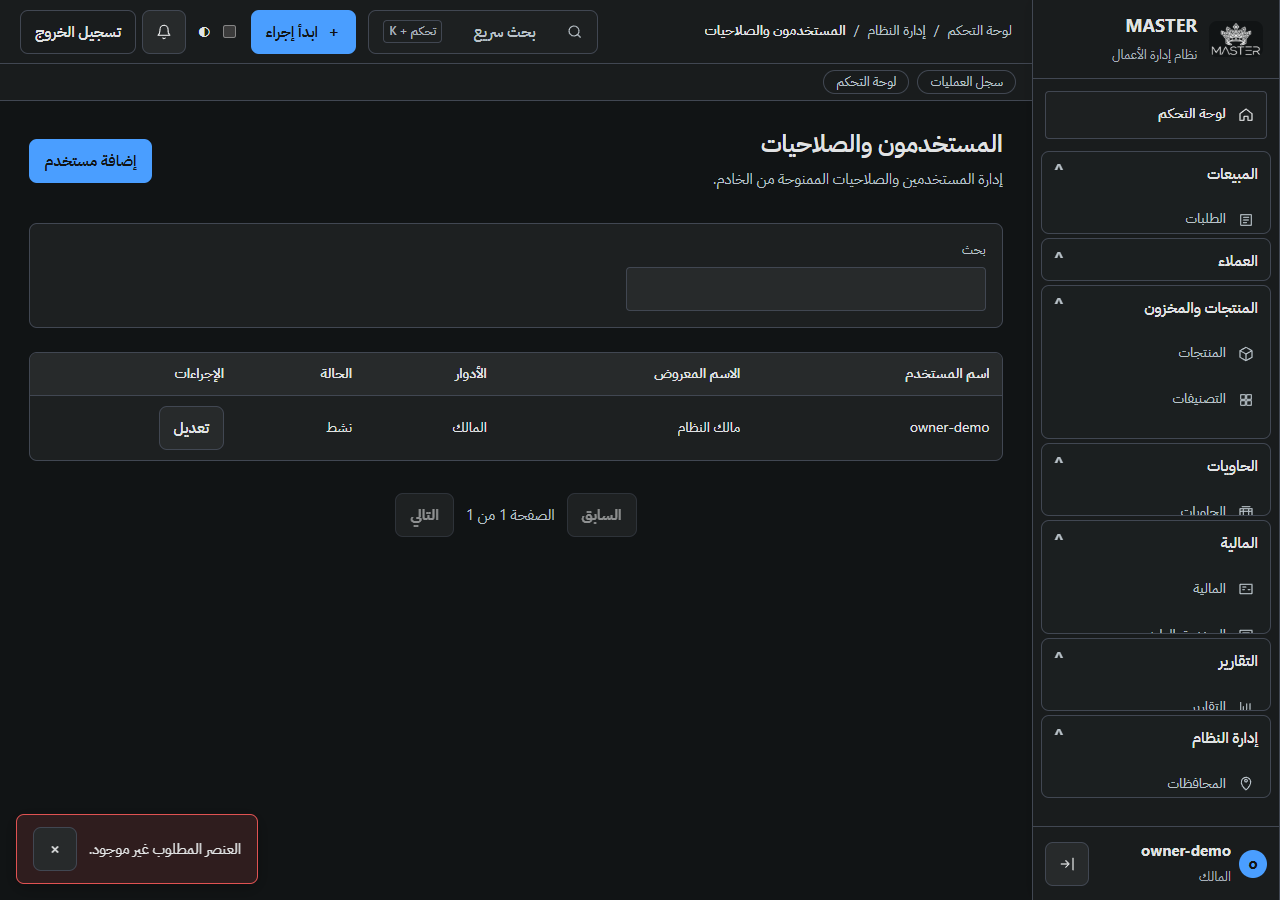 MASTER
نظام إدارة الأعمال
MASTER
لوحة التحكم
المبيعات
الطلبات
العملاء
المنتجات والمخزون
المنتجات
التصنيفات
الحاويات
الحاويات
المالية
المالية
التقارير
التقارير
إدارة النظام
المحافظات
owner-demo
المالك
o
لوحة التحكم / إدارة النظام / المستخدمون والصلاحيات
بحث سريع
تحكم + K
+ ابدأ إجراء
تسجيل الخروج
سجل العمليات
لوحة التحكم
المستخدمون والصلاحيات
إدارة المستخدمين والصلاحيات الممنوحة من الخادم.
إضافة مستخدم
بحث
اسم المستخدم الاسم المعروض الأدوار الحالة الإجراءات
owner-demo مالك النظام المالك نشط تعديل
السابق الصفحة 1 من 1 التالي
العنصر المطلوب غير موجود. ×